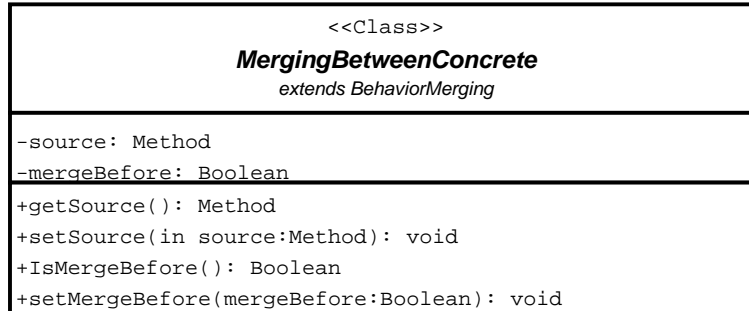 <<Class>>
MergingBetweenConcrete
extends BehaviorMerging
-source: Method
-mergeBefore: Boolean
+getSource(): Method
+setSource(in source:Method): void
+IsMergeBefore(): Boolean
+setMergeBefore(mergeBefore:Boolean): void